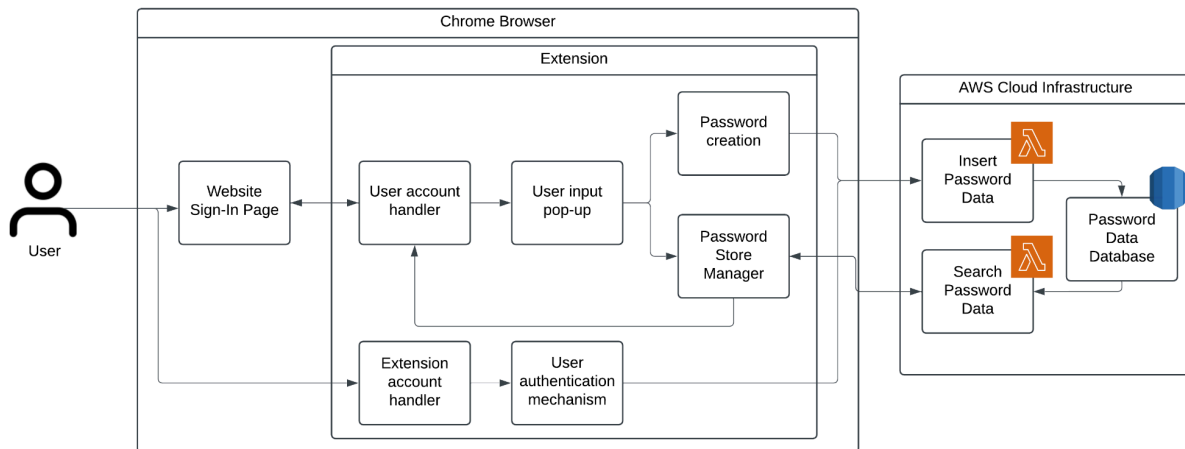 Chrome Browser
Extension
AWS Cloud Infrastructure
User
Website
Sign-In Page
User account
handler
User input
pop-up
Password
creation
Password
Store
Manager
Extension
account
handler
User
authentication
mechanism
Insert
Password
Data
Search
Password
Data
Password
Data
Database